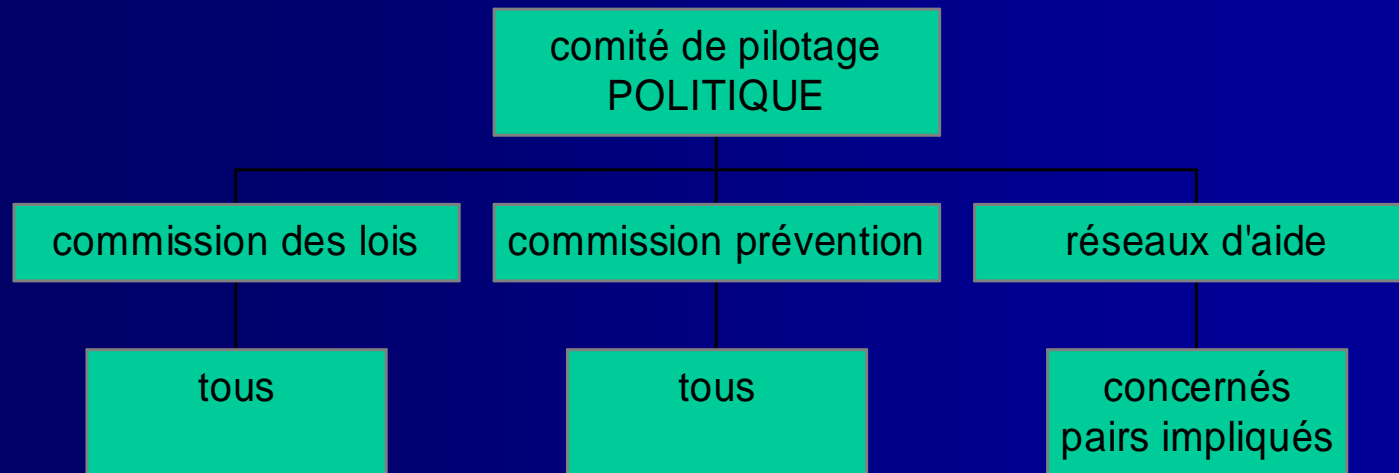 comité de pilotage
POLITIQUE
commission des lois
commission prévention
réseaux d'aide
tous
tous
concernés
pairs impliqués